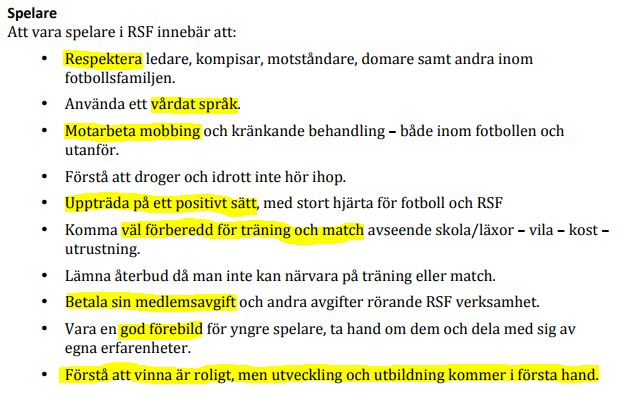 Spelare
Att vara spelare i RSF innebär att:
• Respektera ledare, kompisar, motståndare, domare samt andra inom
fotbollsfamiljen.
• Använda ett vårdat språk.
• Motarbeta mobbing och kränkande behandling – både inom fotbollen och
utanför.
• Förstå att droger och idrott inte hör ihop.
• Uppträda på ett positivt sätt, med stort hjärta för fotboll och RSF
• Komma väl förberedd för träning och match avseende skola/läxor – vila – kost –
utrustning.
• Lämna återbud då man inte kan närvara på träning eller match.
• Betala sin medlemsavgift och andra avgifter rörande RSF verksamhet.
• Vara en god förebild för yngre spelare, ta hand om dem och dela med sig av
egna erfarenheter.
• Förstå att vinna är roligt, men utveckling och utbildning kommer i första hand.